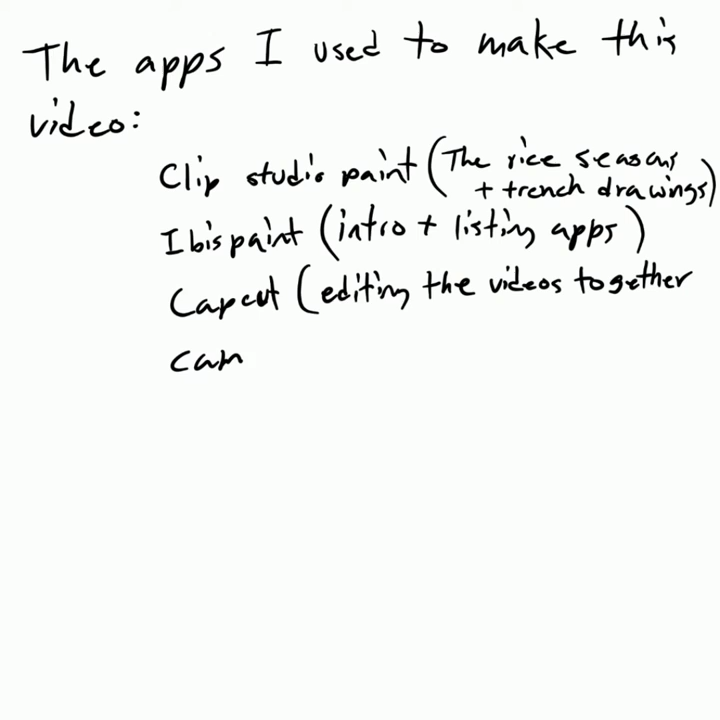 The apps I used to make this
video:
Clip studio paint (The rice seasons
+ trench drawings)
Ibispaint (intro + listing apps)
Capcut (editing the videos together
cam